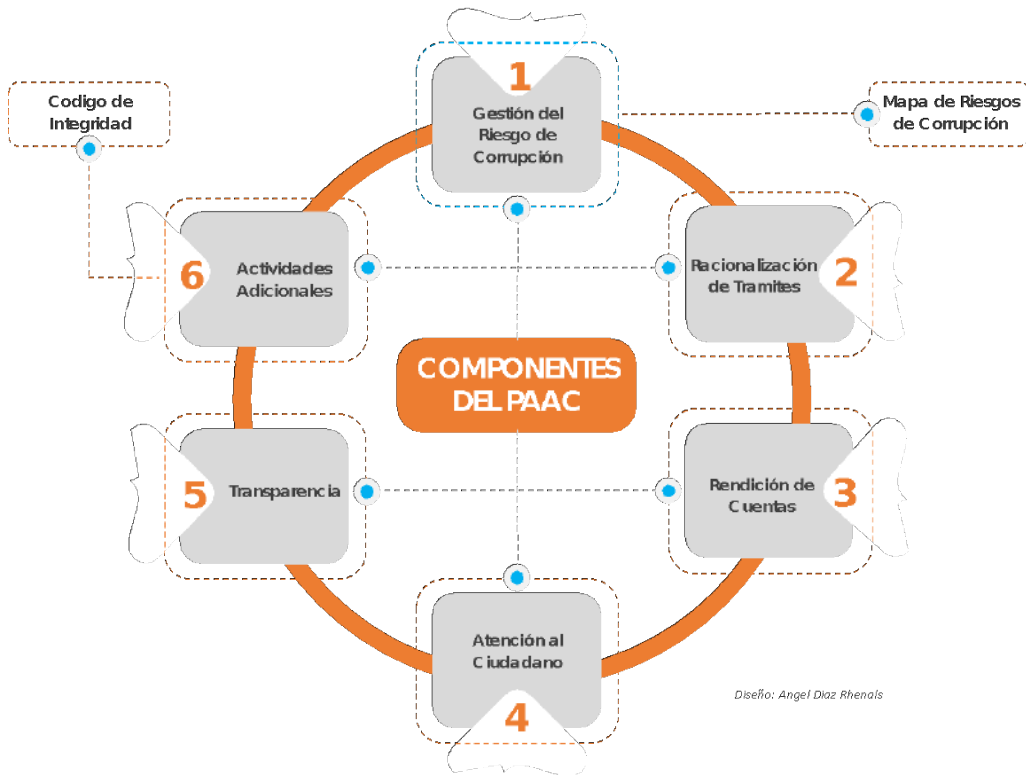 1
Gestión del
Riesgo de
Corrupción
Codigo de
Integridad
Mapa de Riesgos
de Corrupción
6
Actividades
Adicionales
Racionalización
de Tramites
2
COMPONENTES
DEL PAAC
5
Transparencia
Rendición de
Cuentas
3
Atención al
Ciudadano
4
Diseño: Angel Diaz Rhenals